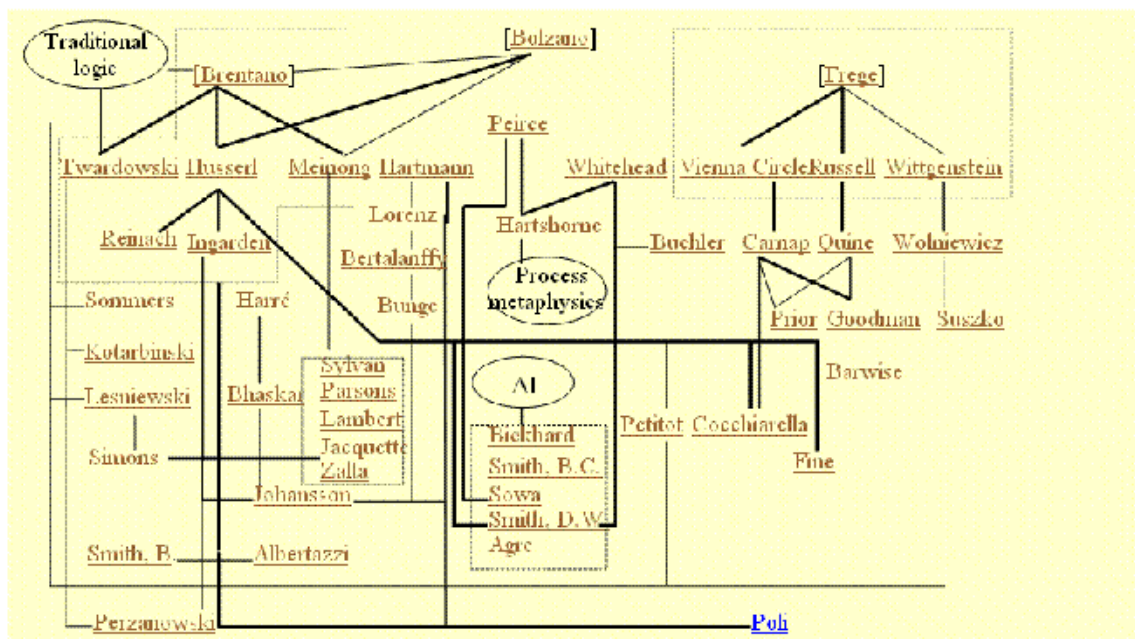 Traditional
logic
[Bolzano]
[Brentano]
[Frege]
Peirce
Twardowski Husserl Meinong Hartmann Whitehead Vienna Circle Russell Wittgenstein
Lorenz
Hartshorne
Reinach Ingarden Bertalanffy Buchler Carnap Quine Wolniewicz
Process
metaphysics
Sommers Harré Bunge
Prior Goodman Suszko
Kotarbinski Sylvan Barwise
Lesniewski Bhaskar Parsons AI
Lambert Petitot Cocchiarella
Simons Jacquette Bickhard
Zalta Smith, B.C. Fine
Johansson Sowa
Smith, D.W.
Agre
Smith, B. Albertazzi
Perzanowski Poli